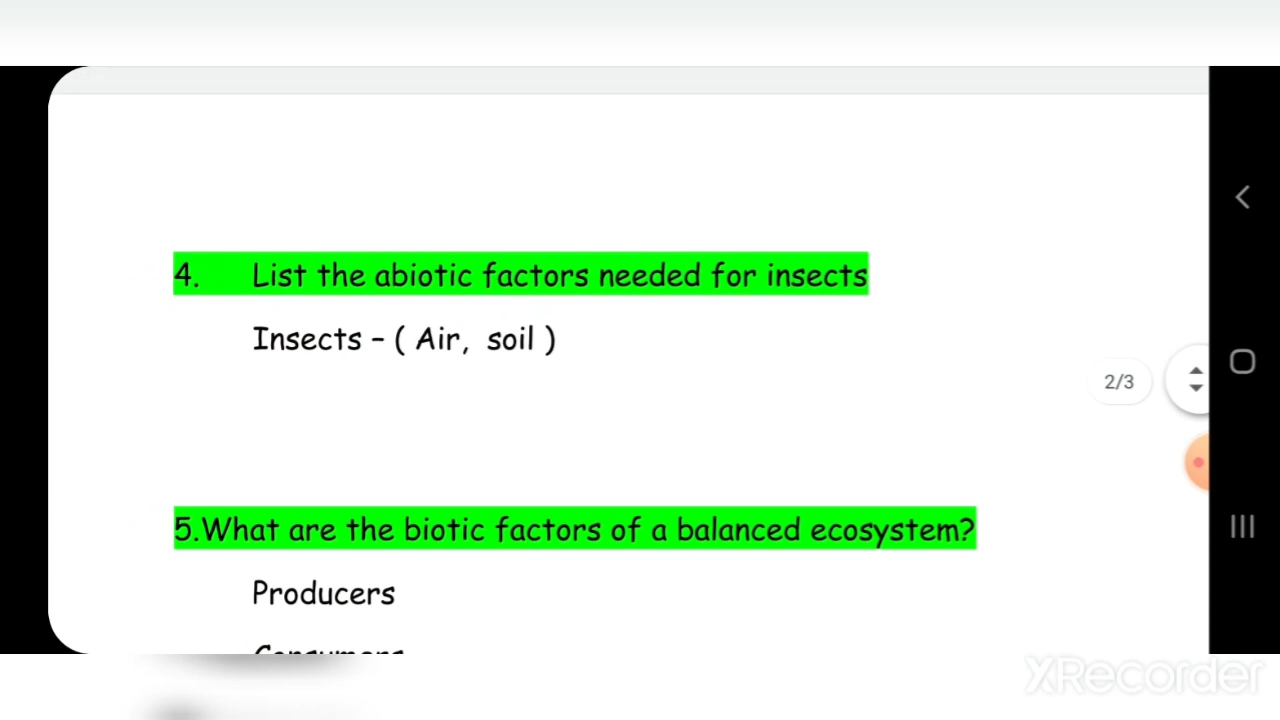 4. List the abiotic factors needed for insects
Insects – ( Air, soil )
2/3
5.What are the biotic factors of a balanced ecosystem?
Producers
Consumers
XRecorder